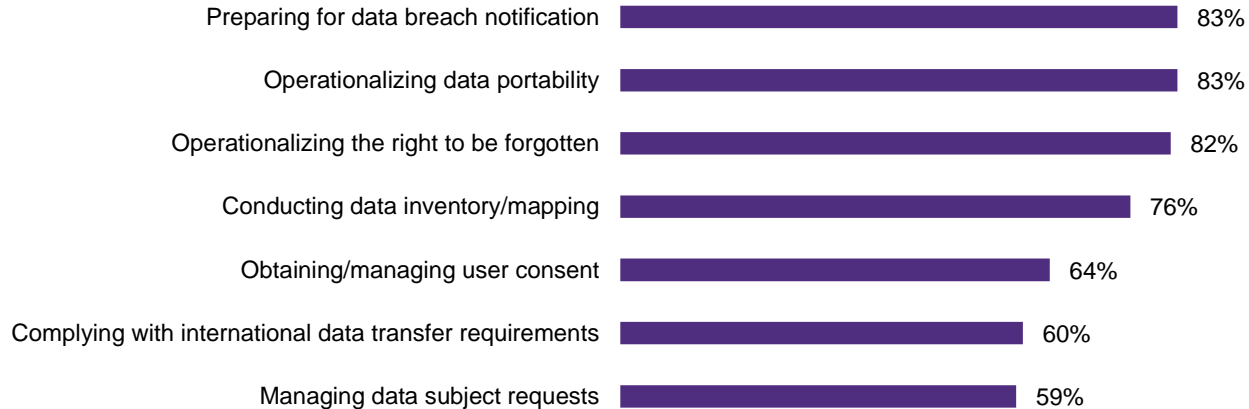 Preparing for data breach notification 83%
Operationalizing data portability 83%
Operationalizing the right to be forgotten 82%
Conducting data inventory/mapping 76%
Obtaining/managing user consent 64%
Complying with international data transfer requirements 60%
Managing data subject requests 59%